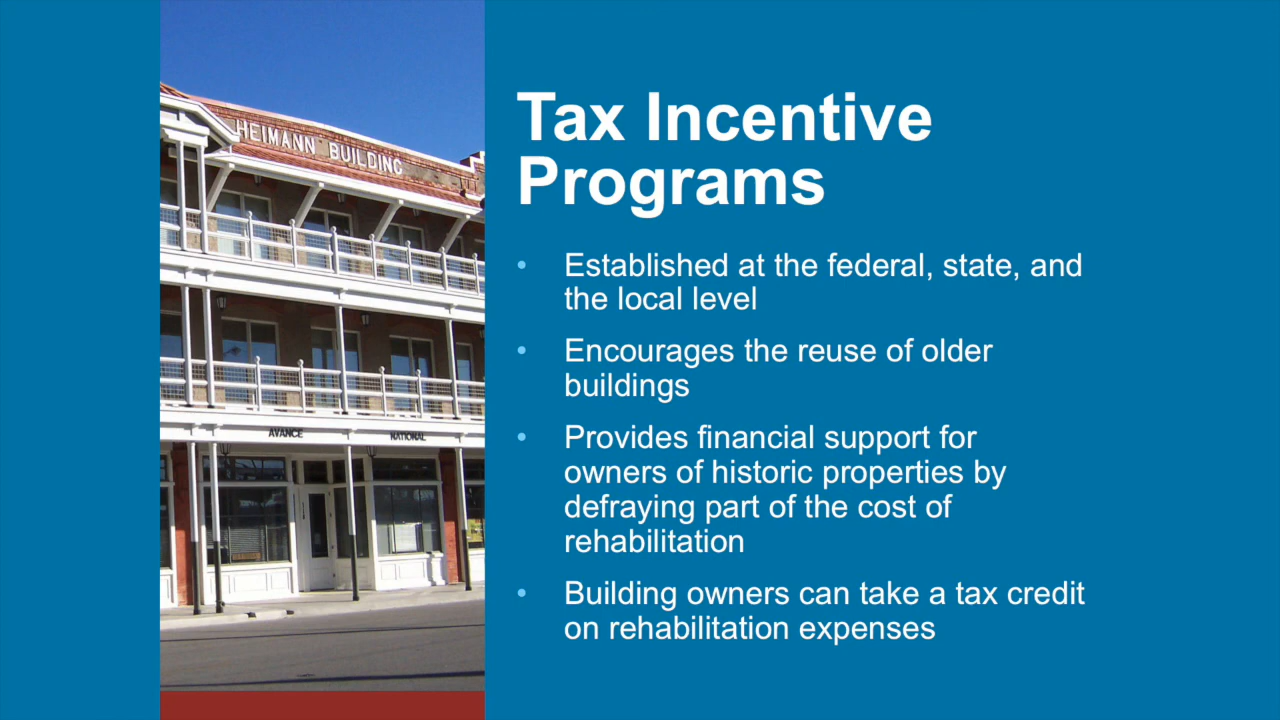 HEIMANN BUILDING
AVANCE NATIONAL
Tax Incentive
Programs
• Established at the federal, state, and
the local level
• Encourages the reuse of older
buildings
• Provides financial support for
owners of historic properties by
defraying part of the cost of
rehabilitation
• Building owners can take a tax credit
on rehabilitation expenses